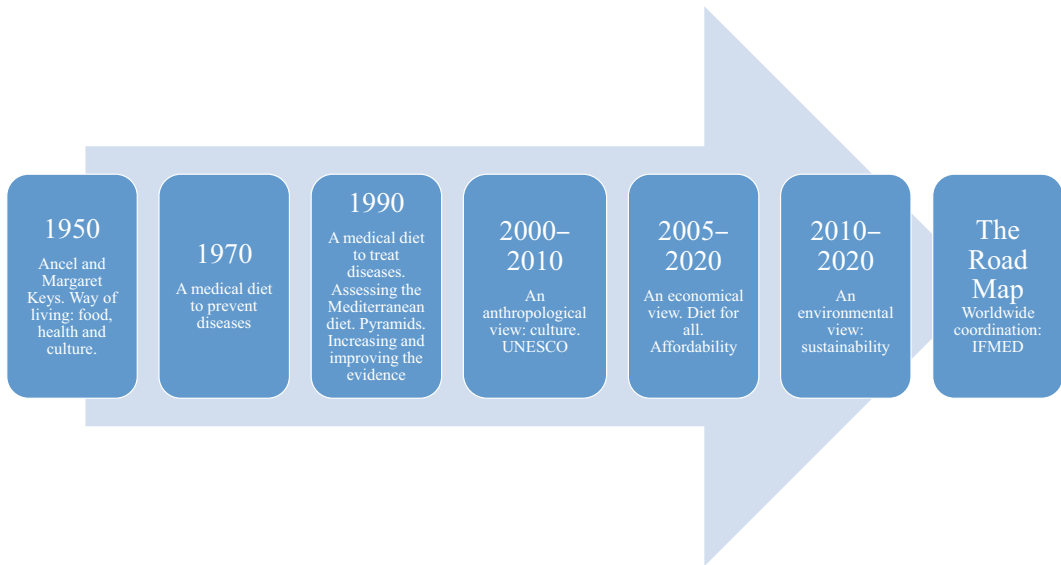 1950
Ancel and
Margaret
Keys. Way of
living: food,
health and
culture.
1970
A medical diet
to prevent
diseases
1990
A medical diet
to treat
diseases.
Assessing the
Mediterranean
diet. Pyramids.
Increasing and
improving the
evidence
2000–
2010
An
anthropological
view: culture.
UNESCO
2005–
2020
An economical
view. Diet for
all.
Affordability
2010–
2020
An
environmental
view:
sustainability
The
Road
Map
Worldwide
coordination:
IFMED